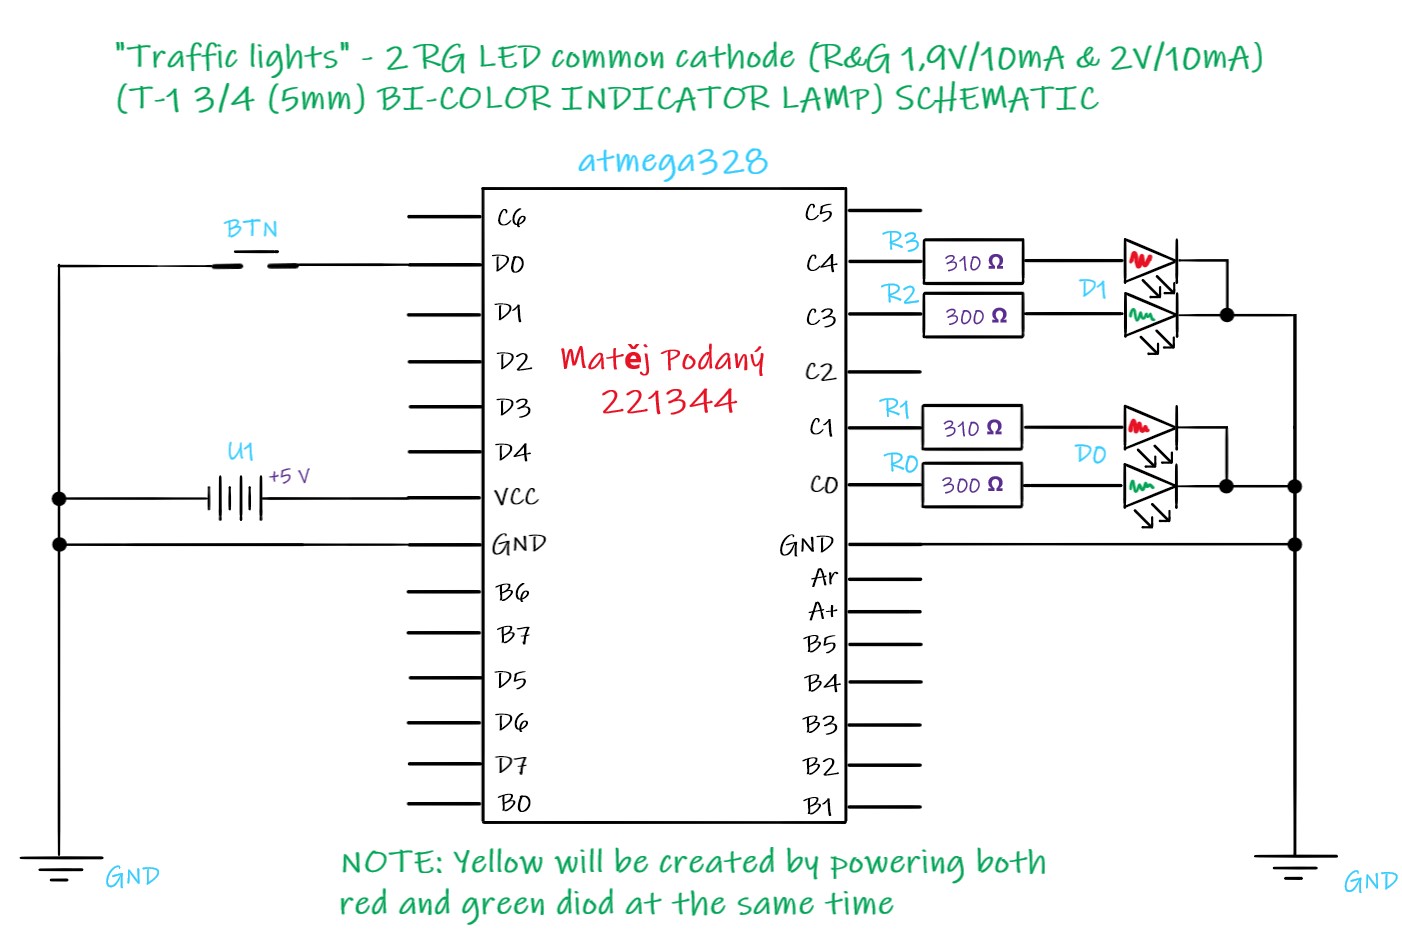 "Traffic lights" - 2 RG LED common cathode (R&G 1,9V/10mA & 2V/10mA)
(T-1 3/4 (5mm) BI-COLOR INDICATOR LAMP) SCHEMATIC
atmega328
BTN
C6
D0
D1
D2
D3
D4
U1
+5 V
VCC
GND
B6
B7
D5
D6
D7
B0
Matěj Podaný
221344
C5
C4
C3
C2
C1
C0
GND
Ar
A+
B5
B4
B3
B2
B1
R3
310 Ω
R2
300 Ω
D1
R1
310 Ω
R0
300 Ω
D0
GND
GND
NOTE: Yellow will be created by powering both
red and green diod at the same time